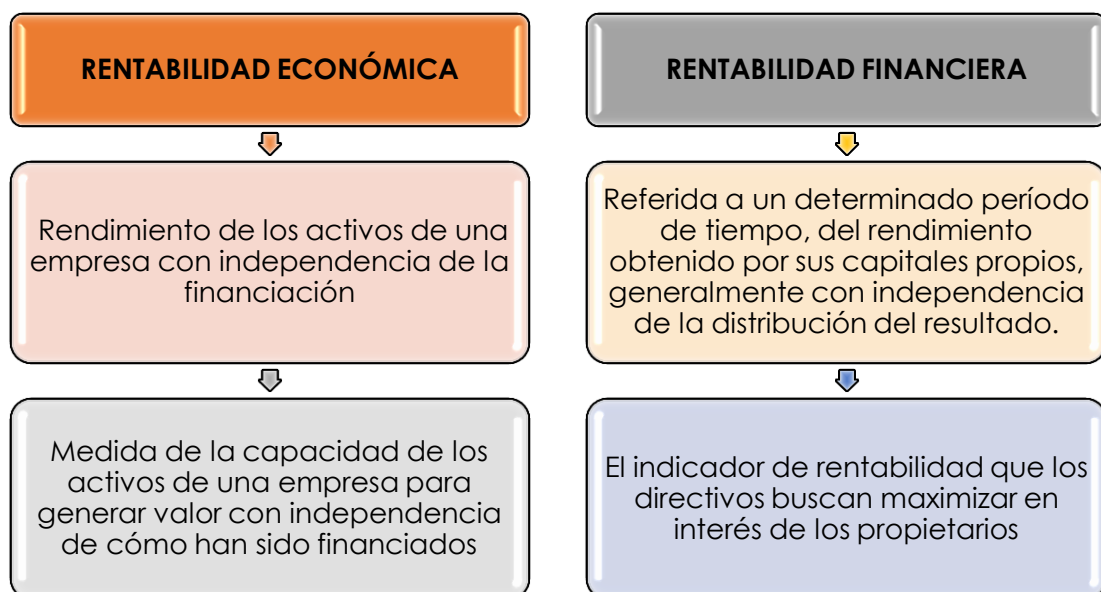 RENTABILIDAD ECONÓMICA
Rendimiento de los activos de una
empresa con independencia de la
financiación
Medida de la capacidad de los
activos de una empresa para
generar valor con independencia
de cómo han sido financiados
RENTABILIDAD FINANCIERA
Referida a un determinado período
de tiempo, del rendimiento
obtenido por sus capitales propios,
generalmente con independencia
de la distribución del resultado.
El indicador de rentabilidad que los
directivos buscan maximizar en
interés de los propietarios